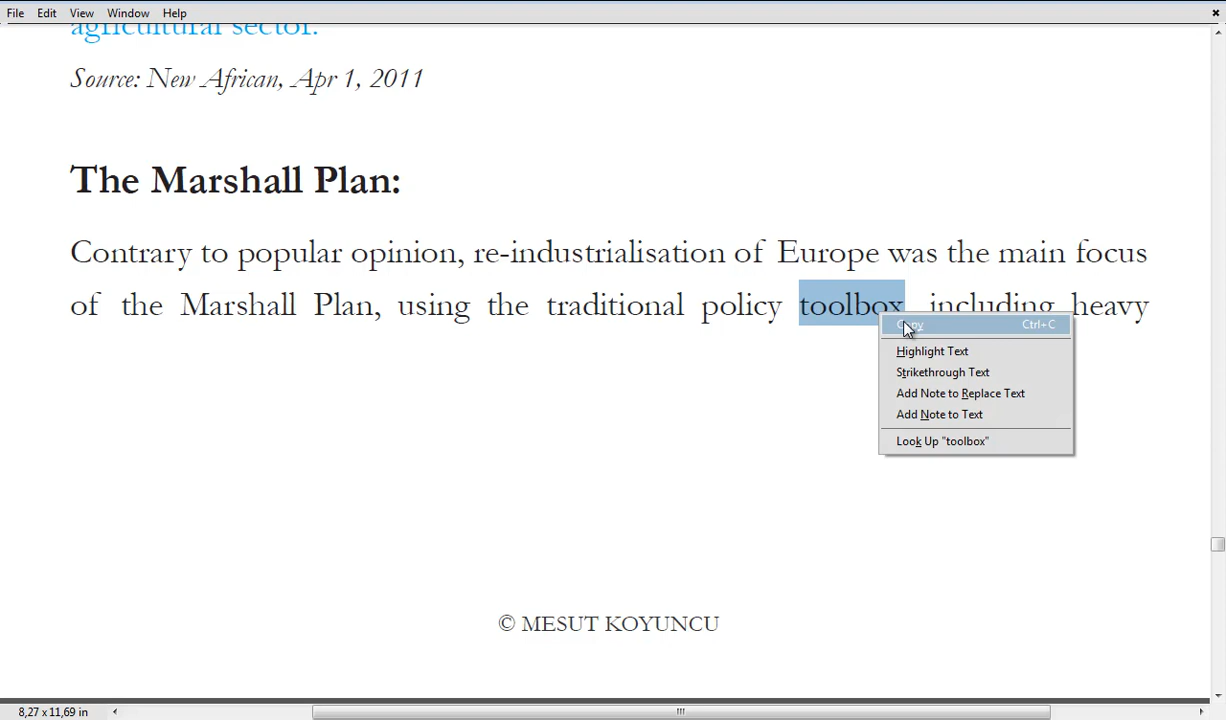 File Edit View Window Help
agricultural sector.
Source: New African, Apr 1, 2011
The Marshall Plan:
Contrary to popular opinion, re-industrialisation of Europe was the main focus
of the Marshall Plan, using the traditional policy toolbox, including heavy
Copy Ctrl+C
Highlight Text
Strikethrough Text
Add Note to Replace Text
Add Note to Text
Look Up "toolbox"
© MESUT KOYUNCU
8,27 x 11,69 in